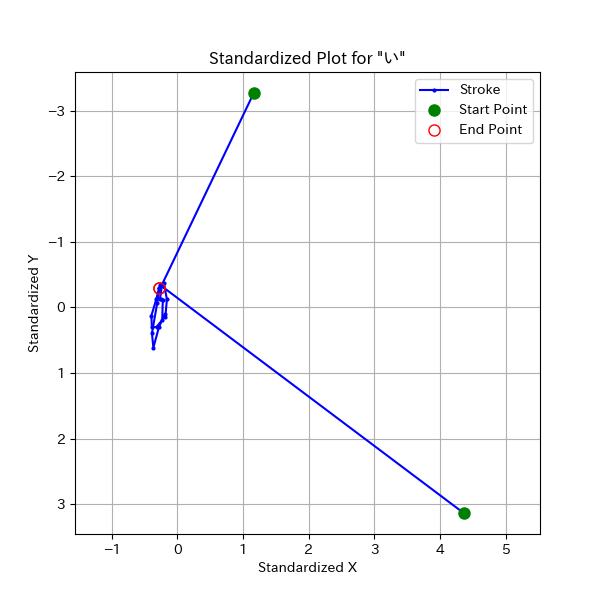 Standardized Plot for "い"
Stroke
Start Point
End Point
−3
−2
−1
0
1
2
3
Standardized Y
−1 0 1 2 3 4 5
Standardized X